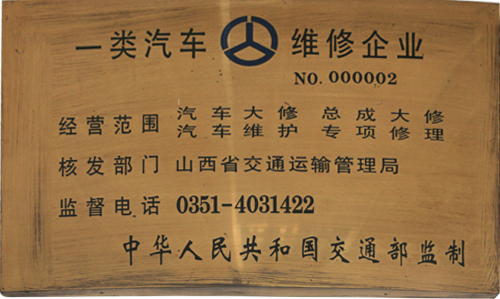 一类汽车 维修企业
NO. 000002
经营范围 汽车大修 总成大修
汽车维护 专项修理
核发部门 山西省交通运输管理局
监督电话 0351-4031422
中华人民共和国交通部监制